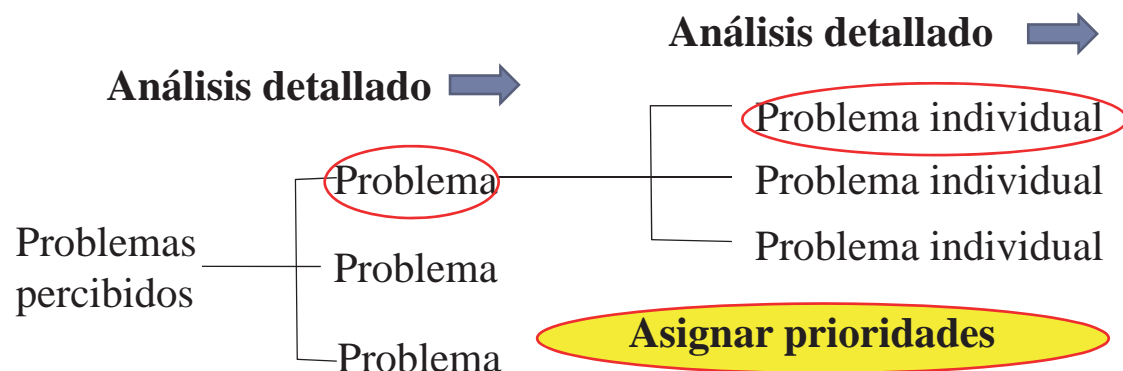 Análisis detallado
Análisis detallado
Problema individual
Problema
Problema individual
Problemas
percibidos
Problema
Problema individual
Asignar prioridades
Problema